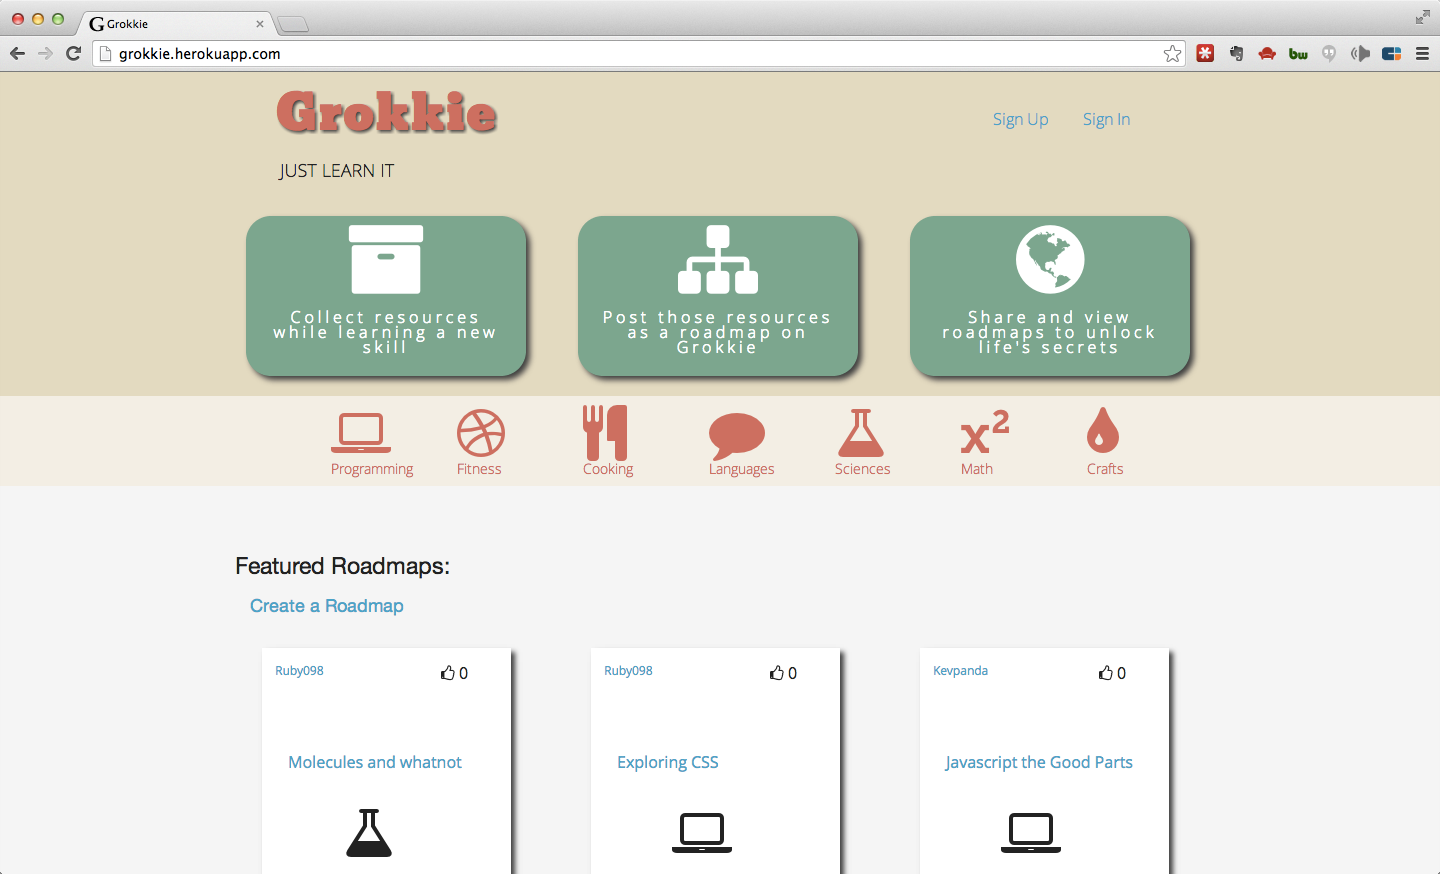 Grokkie
grokkie.herokuapp.com
bw
Grokkie
Sign Up
Sign In
JUST LEARN IT
Collect resources
while learning a new
skill
Post those resources
as a roadmap on
Grokkie
Share and view
roadmaps to unlock
life's secrets
x²
Programming
Fitness
Cooking
Languages
Sciences
Math
Crafts
Featured Roadmaps:
Create a Roadmap
Ruby098
0
Molecules and whatnot
Ruby098
0
Exploring CSS
Kevpanda
0
Javascript the Good Parts